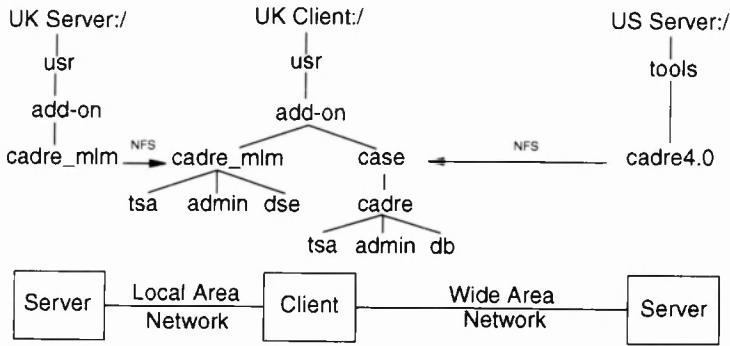 UK Server:/ UK Client:/ US Server:/
usr usr tools
add-on add-on
cadre_mlm NFS cadre_mlm case NFS cadre4.0
tsa admin dse cadre
tsa admin db
Server Local Area Network Client Wide Area Network Server